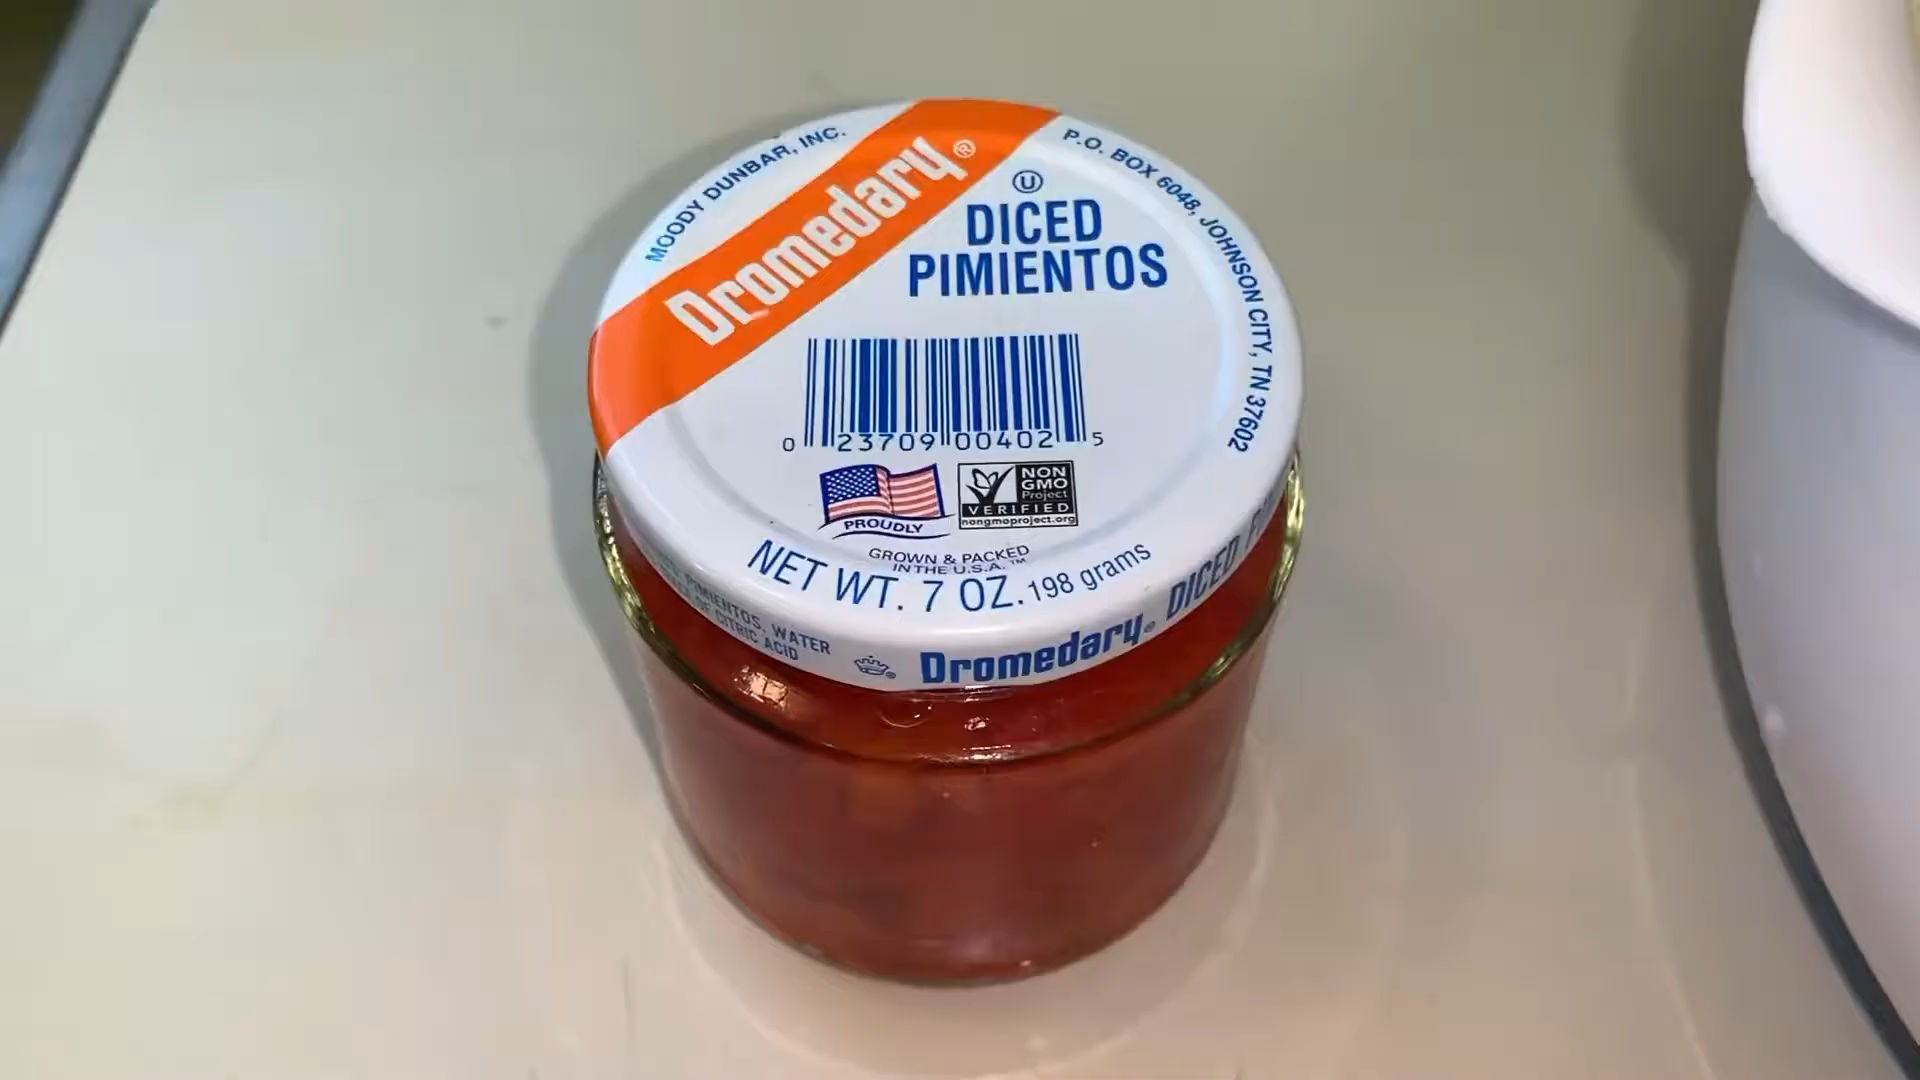 MOODY DUNBAR, INC.
P.O. BOX 6048, JOHNSON CITY, TN 37602
Dromedary®
U
DICED
PIMIENTOS
0 23709 00402 5
PROUDLY
GROWN & PACKED
IN THE U.S.A.™
NON
GMO
Project
VERIFIED
nongmoproject.org
NET WT. 7 OZ. 198 grams
PIMIENTOS, WATER
OF CITRIC ACID
Dromedary® DICED